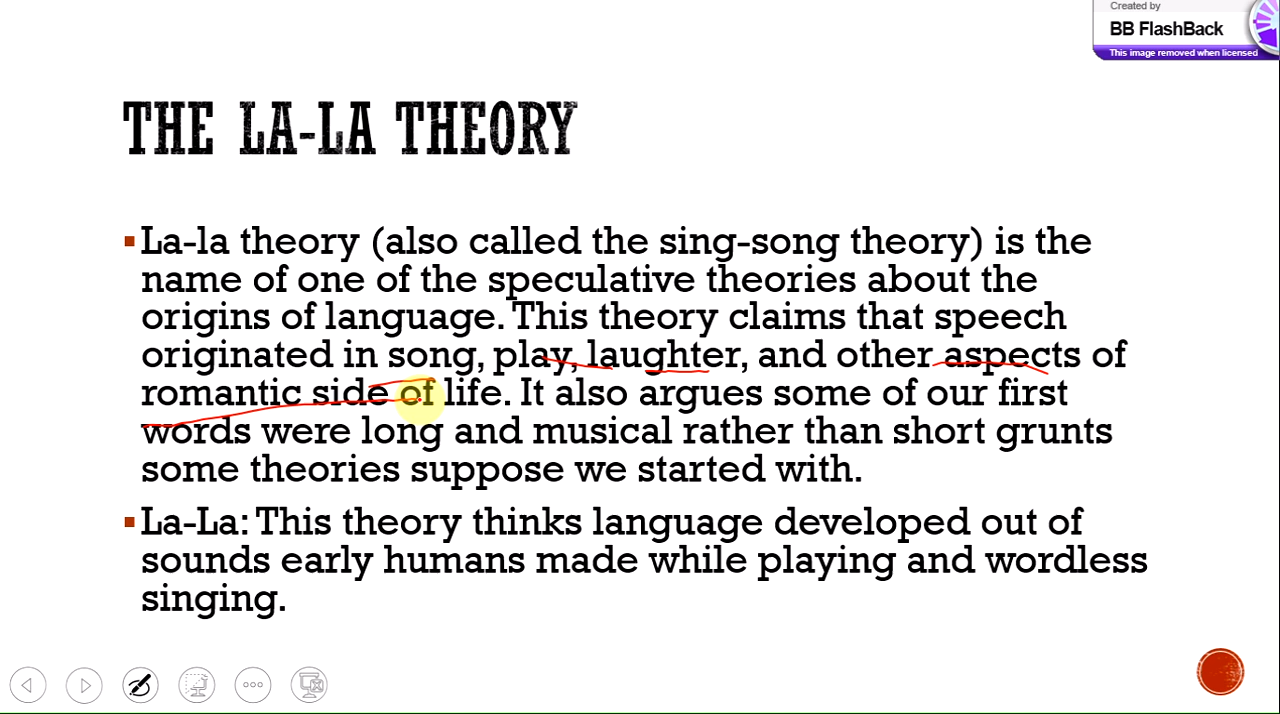 Created by
BB FlashBack
This image removed when licensed
THE LA-LA THEORY
▪La-la theory (also called the sing-song theory) is the
name of one of the speculative theories about the
origins of language. This theory claims that speech
originated in song, play, laughter, and other aspects of
romantic side of life. It also argues some of our first
words were long and musical rather than short grunts
some theories suppose we started with.
▪La-La: This theory thinks language developed out of
sounds early humans made while playing and wordless
singing.